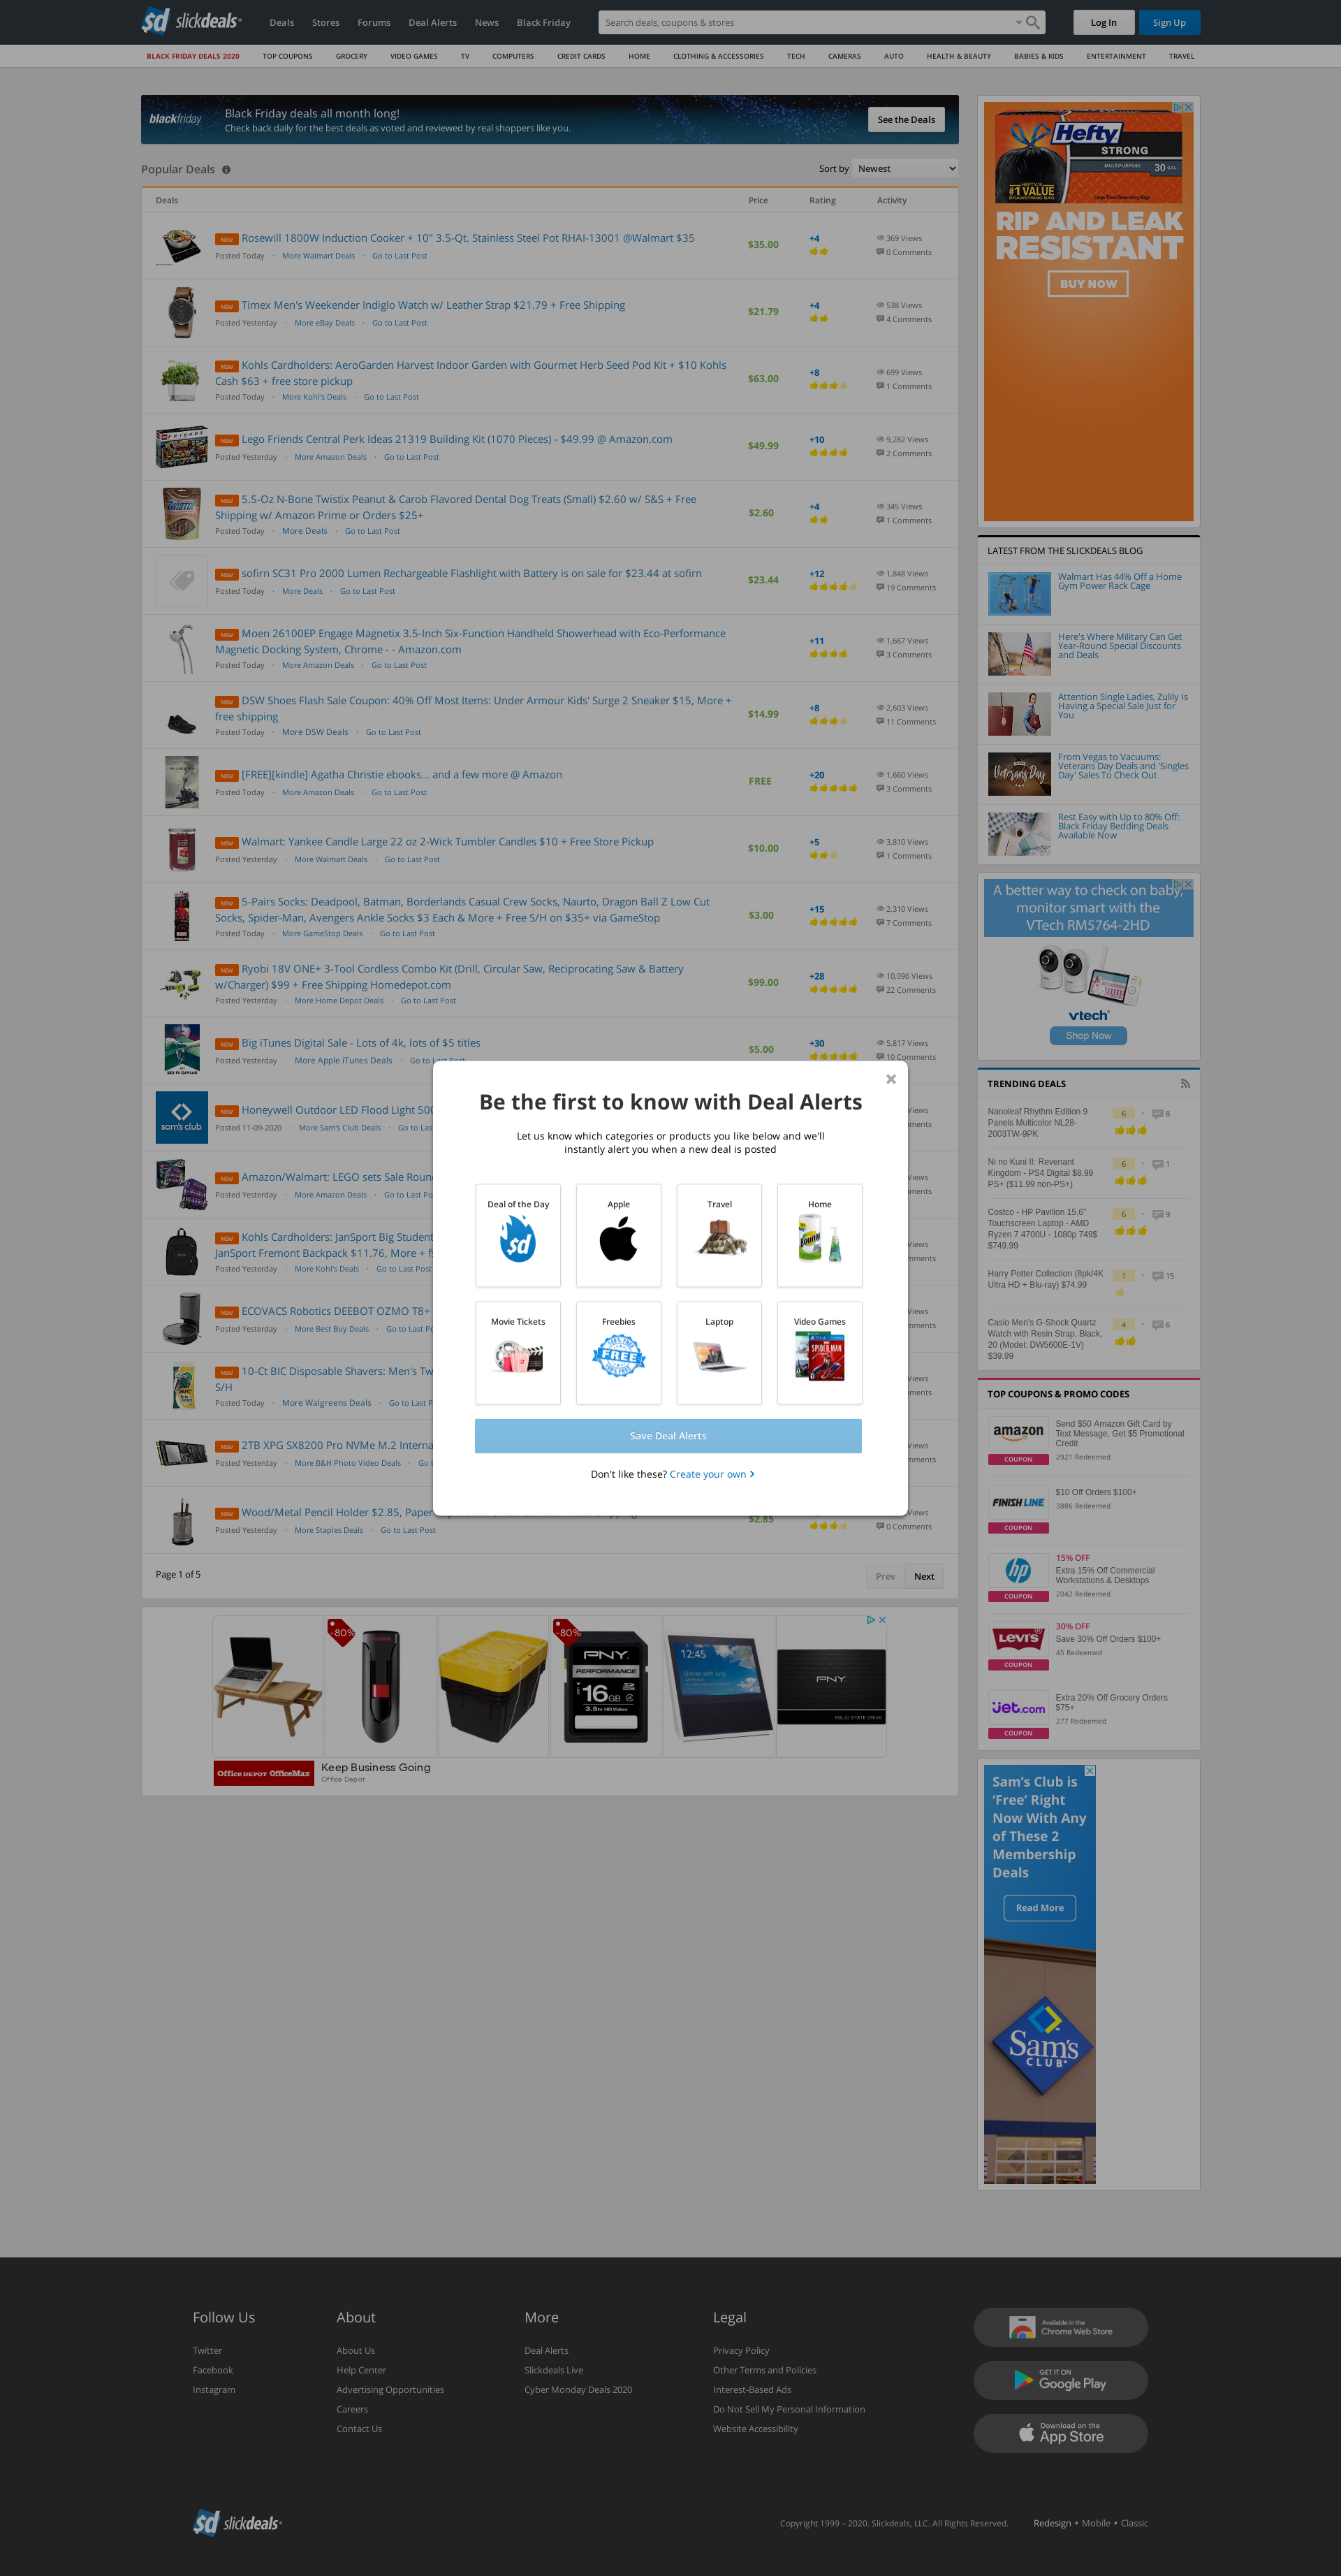 slickdeals
Deals
Stores
Forums
Deal Alerts
News
Black Friday
Search deals, coupons & stores
Log In
Sign Up
BLACK FRIDAY DEALS 2020
TOP COUPONS
GROCERY
VIDEO GAMES
TV
COMPUTERS
CREDIT CARDS
HOME
CLOTHING & ACCESSORIES
TECH
CAMERAS
AUTO
HEALTH & BEAUTY
BABIES & KIDS
ENTERTAINMENT
TRAVEL
blackfriday
Black Friday deals all month long!
Check back daily for the best deals as voted and reviewed by real shoppers like you.
See the Deals
Popular Deals
Sort by Newest
Deals Price Rating Activity
NEW Rosewill 1800W Induction Cooker + 10" 3.5-Qt. Stainless Steel Pot RHAI-13001 @Walmart $35
Posted Today · More Walmart Deals · Go to Last Post
$35.00
+4
369 Views
0 Comments
NEW Timex Men's Weekender Indiglo Watch w/ Leather Strap $21.79 + Free Shipping
Posted Yesterday · More eBay Deals · Go to Last Post
$21.79
+4
538 Views
4 Comments
NEW Kohls Cardholders: AeroGarden Harvest Indoor Garden with Gourmet Herb Seed Pod Kit + $10 Kohls
Cash $63 + free store pickup
Posted Today · More Kohl's Deals · Go to Last Post
$63.00
+8
699 Views
1 Comments
NEW Lego Friends Central Perk Ideas 21319 Building Kit (1070 Pieces) - $49.99 @ Amazon.com
Posted Yesterday · More Amazon Deals · Go to Last Post
$49.99
+10
9,282 Views
2 Comments
NEW 5.5-Oz N-Bone Twistix Peanut & Carob Flavored Dental Dog Treats (Small) $2.60 w/ S&S + Free
Shipping w/ Amazon Prime or Orders $25+
Posted Today · More Deals · Go to Last Post
$2.60
+4
345 Views
1 Comments
NEW sofirn SC31 Pro 2000 Lumen Rechargeable Flashlight with Battery is on sale for $23.44 at sofirn
Posted Today · More Deals · Go to Last Post
$23.44
+12
1,848 Views
19 Comments
NEW Moen 26100EP Engage Magnetix 3.5-Inch Six-Function Handheld Showerhead with Eco-Performance
Magnetic Docking System, Chrome - - Amazon.com
Posted Today · More Amazon Deals · Go to Last Post
+11
1,667 Views
3 Comments
NEW DSW Shoes Flash Sale Coupon: 40% Off Most Items: Under Armour Kids' Surge 2 Sneaker $15, More +
free shipping
Posted Today · More DSW Deals · Go to Last Post
$14.99
+8
2,603 Views
11 Comments
NEW [FREE][kindle] Agatha Christie ebooks... and a few more @ Amazon
Posted Today · More Amazon Deals · Go to Last Post
FREE
+20
1,660 Views
3 Comments
NEW Walmart: Yankee Candle Large 22 oz 2-Wick Tumbler Candles $10 + Free Store Pickup
Posted Yesterday · More Walmart Deals · Go to Last Post
$10.00
+5
3,810 Views
1 Comments
NEW 5-Pairs Socks: Deadpool, Batman, Borderlands Casual Crew Socks, Naurto, Dragon Ball Z Low Cut
Socks, Spider-Man, Avengers Ankle Socks $3 Each & More + Free S/H on $35+ via GameStop
Posted Today · More GameStop Deals · Go to Last Post
$3.00
+15
2,310 Views
7 Comments
NEW Ryobi 18V ONE+ 3-Tool Cordless Combo Kit (Drill, Circular Saw, Reciprocating Saw & Battery
w/Charger) $99 + Free Shipping Homedepot.com
Posted Yesterday · More Home Depot Deals · Go to Last Post
$99.00
+28
10,096 Views
22 Comments
NEW Big iTunes Digital Sale - Lots of 4k, lots of $5 titles
Posted Yesterday · More Apple iTunes Deals · Go to Last Post
$5.00
+30
5,817 Views
10 Comments
sam's club
NEW Honeywell Outdoor LED Flood Light 500
Posted 11-09-2020 · More Sam's Club Deals · Go to Las
NEW Amazon/Walmart: LEGO sets Sale Roun
Posted Yesterday · More Amazon Deals · Go to Last Po
NEW Kohls Cardholders: JanSport Big Student
JanSport Fremont Backpack $11.76, More + f
Posted Yesterday · More Kohl's Deals · Go to Last Post
NEW ECOVACS Robotics DEEBOT OZMO T8+
Posted Yesterday · More Best Buy Deals · Go to Last Po
NEW 10-Ct BIC Disposable Shavers: Men's Tw
S/H
Posted Today · More Walgreens Deals · Go to Last P
NEW 2TB XPG SX8200 Pro NVMe M.2 Interna
Posted Yesterday · More B&H Photo Video Deals · Go
NEW Wood/Metal Pencil Holder $2.85, Paper
Posted Yesterday · More Staples Deals · Go to Last Post
$2.85
Views
0 Comments
Page 1 of 5
Prev
Next
Be the first to know with Deal Alerts
Let us know which categories or products you like below and we'll
instantly alert you when a new deal is posted
Deal of the Day
Apple
Travel
Home
Movie Tickets
Freebies
Laptop
Video Games
Save Deal Alerts
Don't like these? Create your own
-80%
-80%
PNY
PERFORMANCE
16GB
12:45
PNY
SOLID STATE DRIVE
Office DEPOT OfficeMax
Keep Business Going
Office Depot
Hefty
STRONG
MULTIPURPOSE
30 GAL
#1 VALUE
Large Trash Drawstring Bags
RIP AND LEAK
RESISTANT
BUY NOW
LATEST FROM THE SLICKDEALS BLOG
Walmart Has 44% Off a Home
Gym Power Rack Cage
Here's Where Military Can Get
Year-Round Special Discounts
and Deals
Attention Single Ladies, Zulily Is
Having a Special Sale Just for
You
Veterans Day
From Vegas to Vacuums:
Veterans Day Deals and 'Singles
Day' Sales To Check Out
Rest Easy with Up to 80% Off:
Black Friday Bedding Deals
Available Now
A better way to check on baby,
monitor smart with the
VTech RM5764-2HD
vtech
Shop Now
TRENDING DEALS
Nanoleaf Rhythm Edition 9
Panels Multicolor NL28-
2003TW-9PK
6 · 8
Ni no Kuni II: Revenant
Kingdom - PS4 Digital $8.99
PS+ ($11.99 non-PS+)
6 · 1
Costco - HP Pavilion 15.6"
Touchscreen Laptop - AMD
Ryzen 7 4700U - 1080p 749$
$749.99
6 · 9
Harry Potter Collection (8pk/4K
Ultra HD + Blu-ray) $74.99
1 · 15
Casio Men's G-Shock Quartz
Watch with Resin Strap, Black,
20 (Model: DW5600E-1V)
$39.99
4 · 6
TOP COUPONS & PROMO CODES
amazon
COUPON
Send $50 Amazon Gift Card by
Text Message, Get $5 Promotional
Credit
2921 Redeemed
FINISH LINE
COUPON
$10 Off Orders $100+
3886 Redeemed
hp
COUPON
15% OFF
Extra 15% Off Commercial
Workstations & Desktops
2042 Redeemed
LEVI'S
COUPON
30% OFF
Save 30% Off Orders $100+
45 Redeemed
jet.com
COUPON
Extra 20% Off Grocery Orders
$75+
277 Redeemed
Sam's Club is
'Free' Right
Now With Any
of These 2
Membership
Deals
Read More
Sam's
CLUB
Follow Us
Twitter
Facebook
Instagram
About
About Us
Help Center
Advertising Opportunities
Careers
Contact Us
More
Deal Alerts
Slickdeals Live
Cyber Monday Deals 2020
Legal
Privacy Policy
Other Terms and Policies
Interest-Based Ads
Do Not Sell My Personal Information
Website Accessibility
Available in the
Chrome Web Store
GET IT ON
Google Play
Download on the
App Store
slickdeals
Copyright 1999 – 2020. Slickdeals, LLC. All Rights Reserved.
Redesign • Mobile • Classic